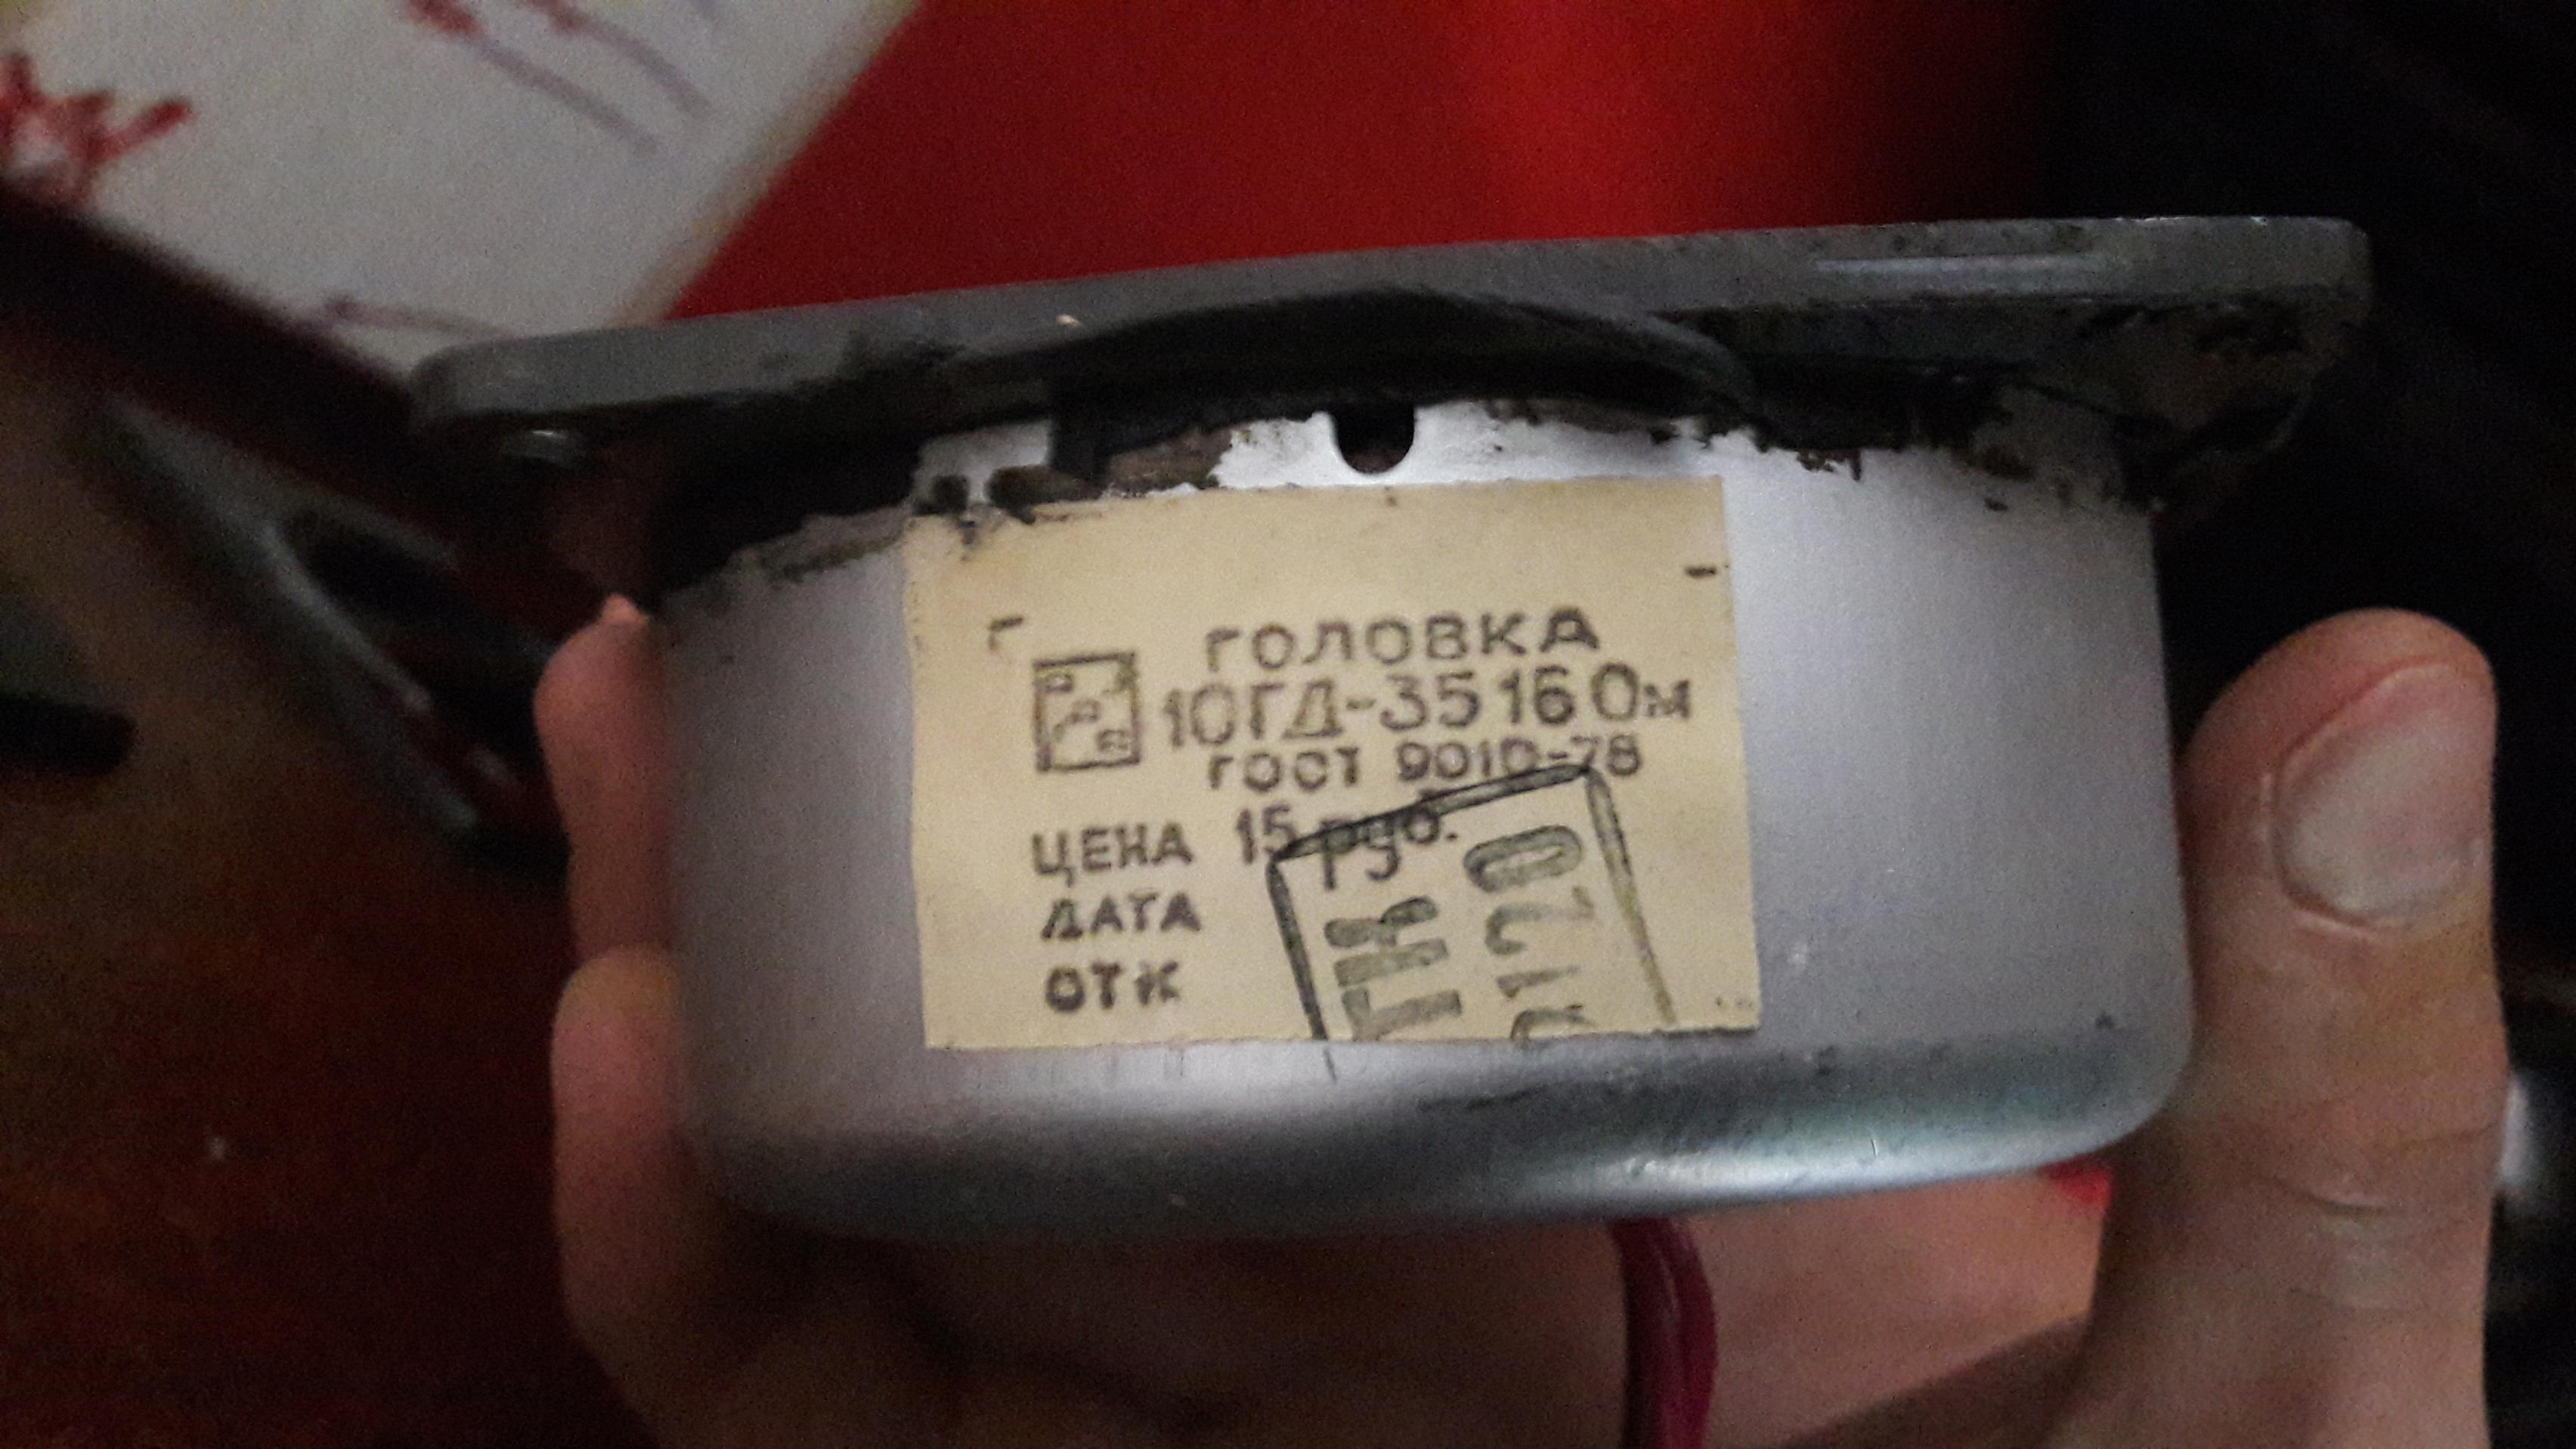 ГОЛОВКА
10ГД-35 16 Ом
ГОСТ 9010-78
ЦЕНА 15 руб.
ДАТА
ОТК